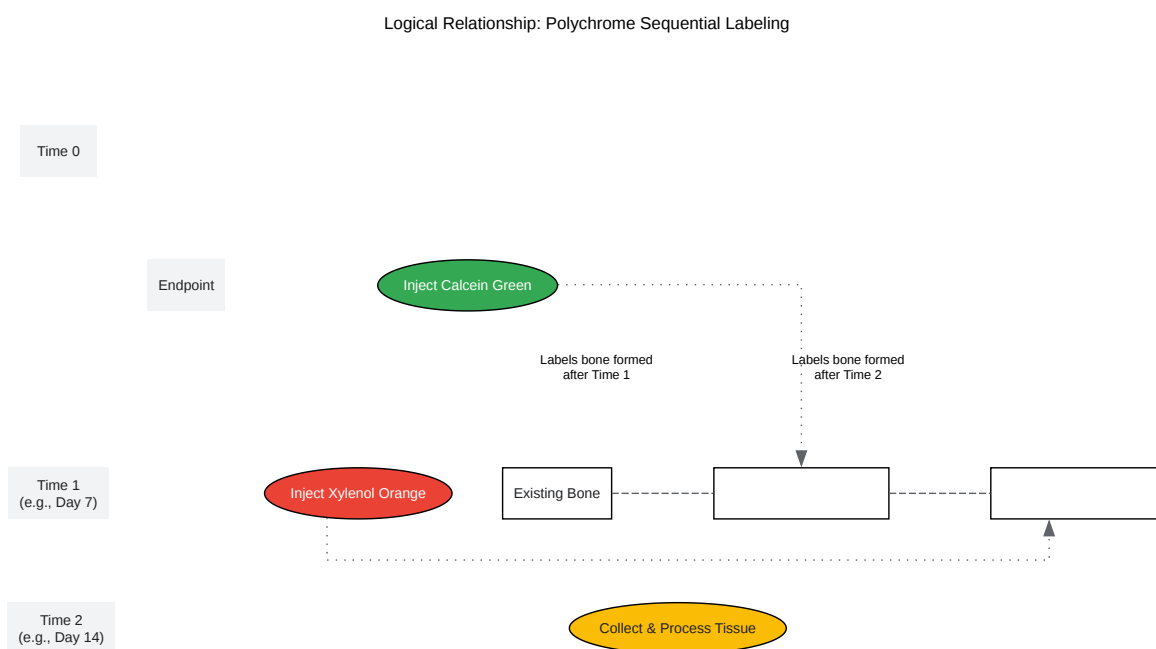 Logical Relationship: Polychrome Sequential Labeling
Time 0
Endpoint
Inject Calcein Green
Labels bone formed
after Time 1
Labels bone formed
after Time 2
Time 1
(e.g., Day 7)
Inject Xylenol Orange
Existing Bone
Time 2
(e.g., Day 14)
Collect & Process Tissue